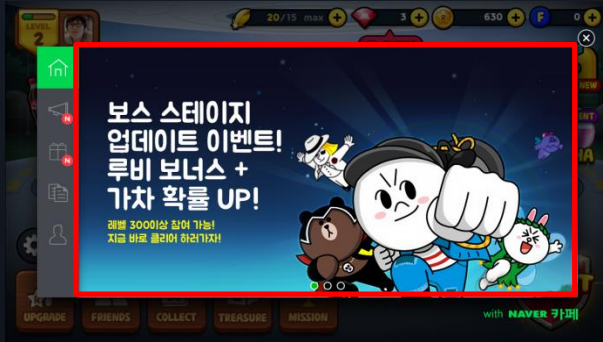 LEVEL
2
20/15 max
3
630
0
NEW
보스 스테이지
업데이트 이벤트!
루비 보너스 +
가차 확률 UP!
레벨 300이상 참여 가능!
지금 바로 클리어 하러가자!
UPGRADE
FRIENDS
COLLECT
TREASURE
MISSION
with NAVER 카페